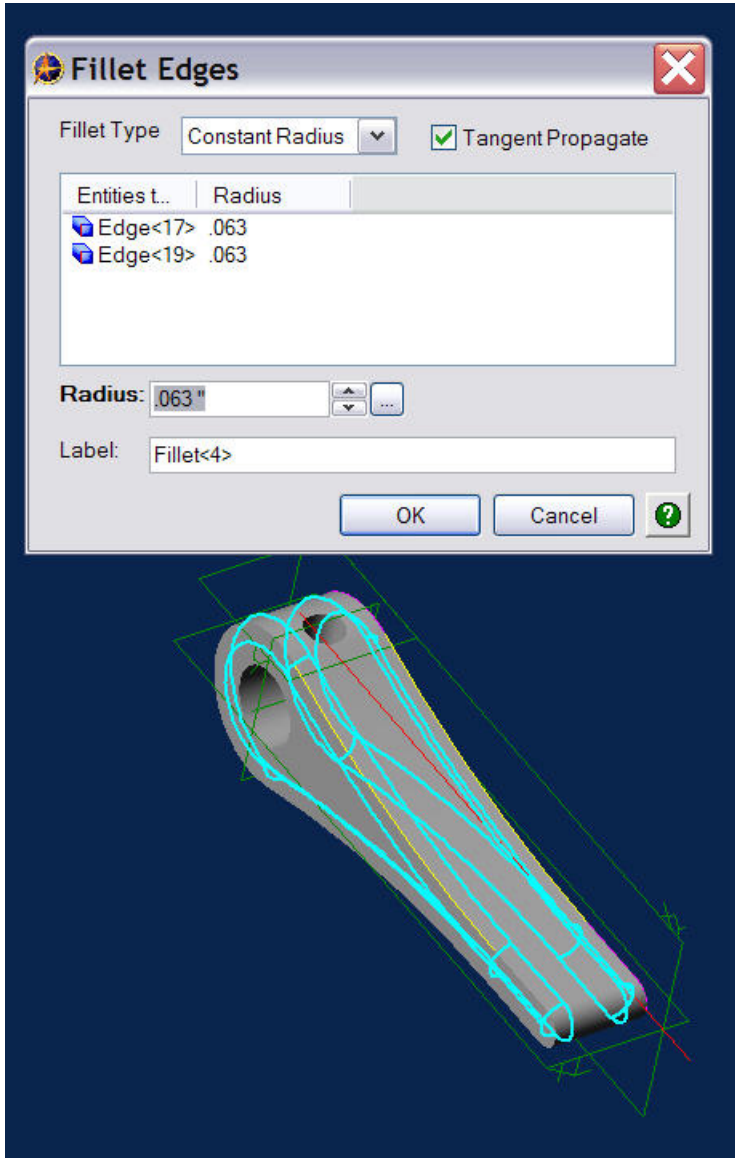 Fillet Edges
Fillet Type Constant Radius Tangent Propagate
Entities t... Radius
Edge<17> .063
Edge<19> .063
Radius: .063 " ...
Label: Fillet<4>
OK Cancel ?